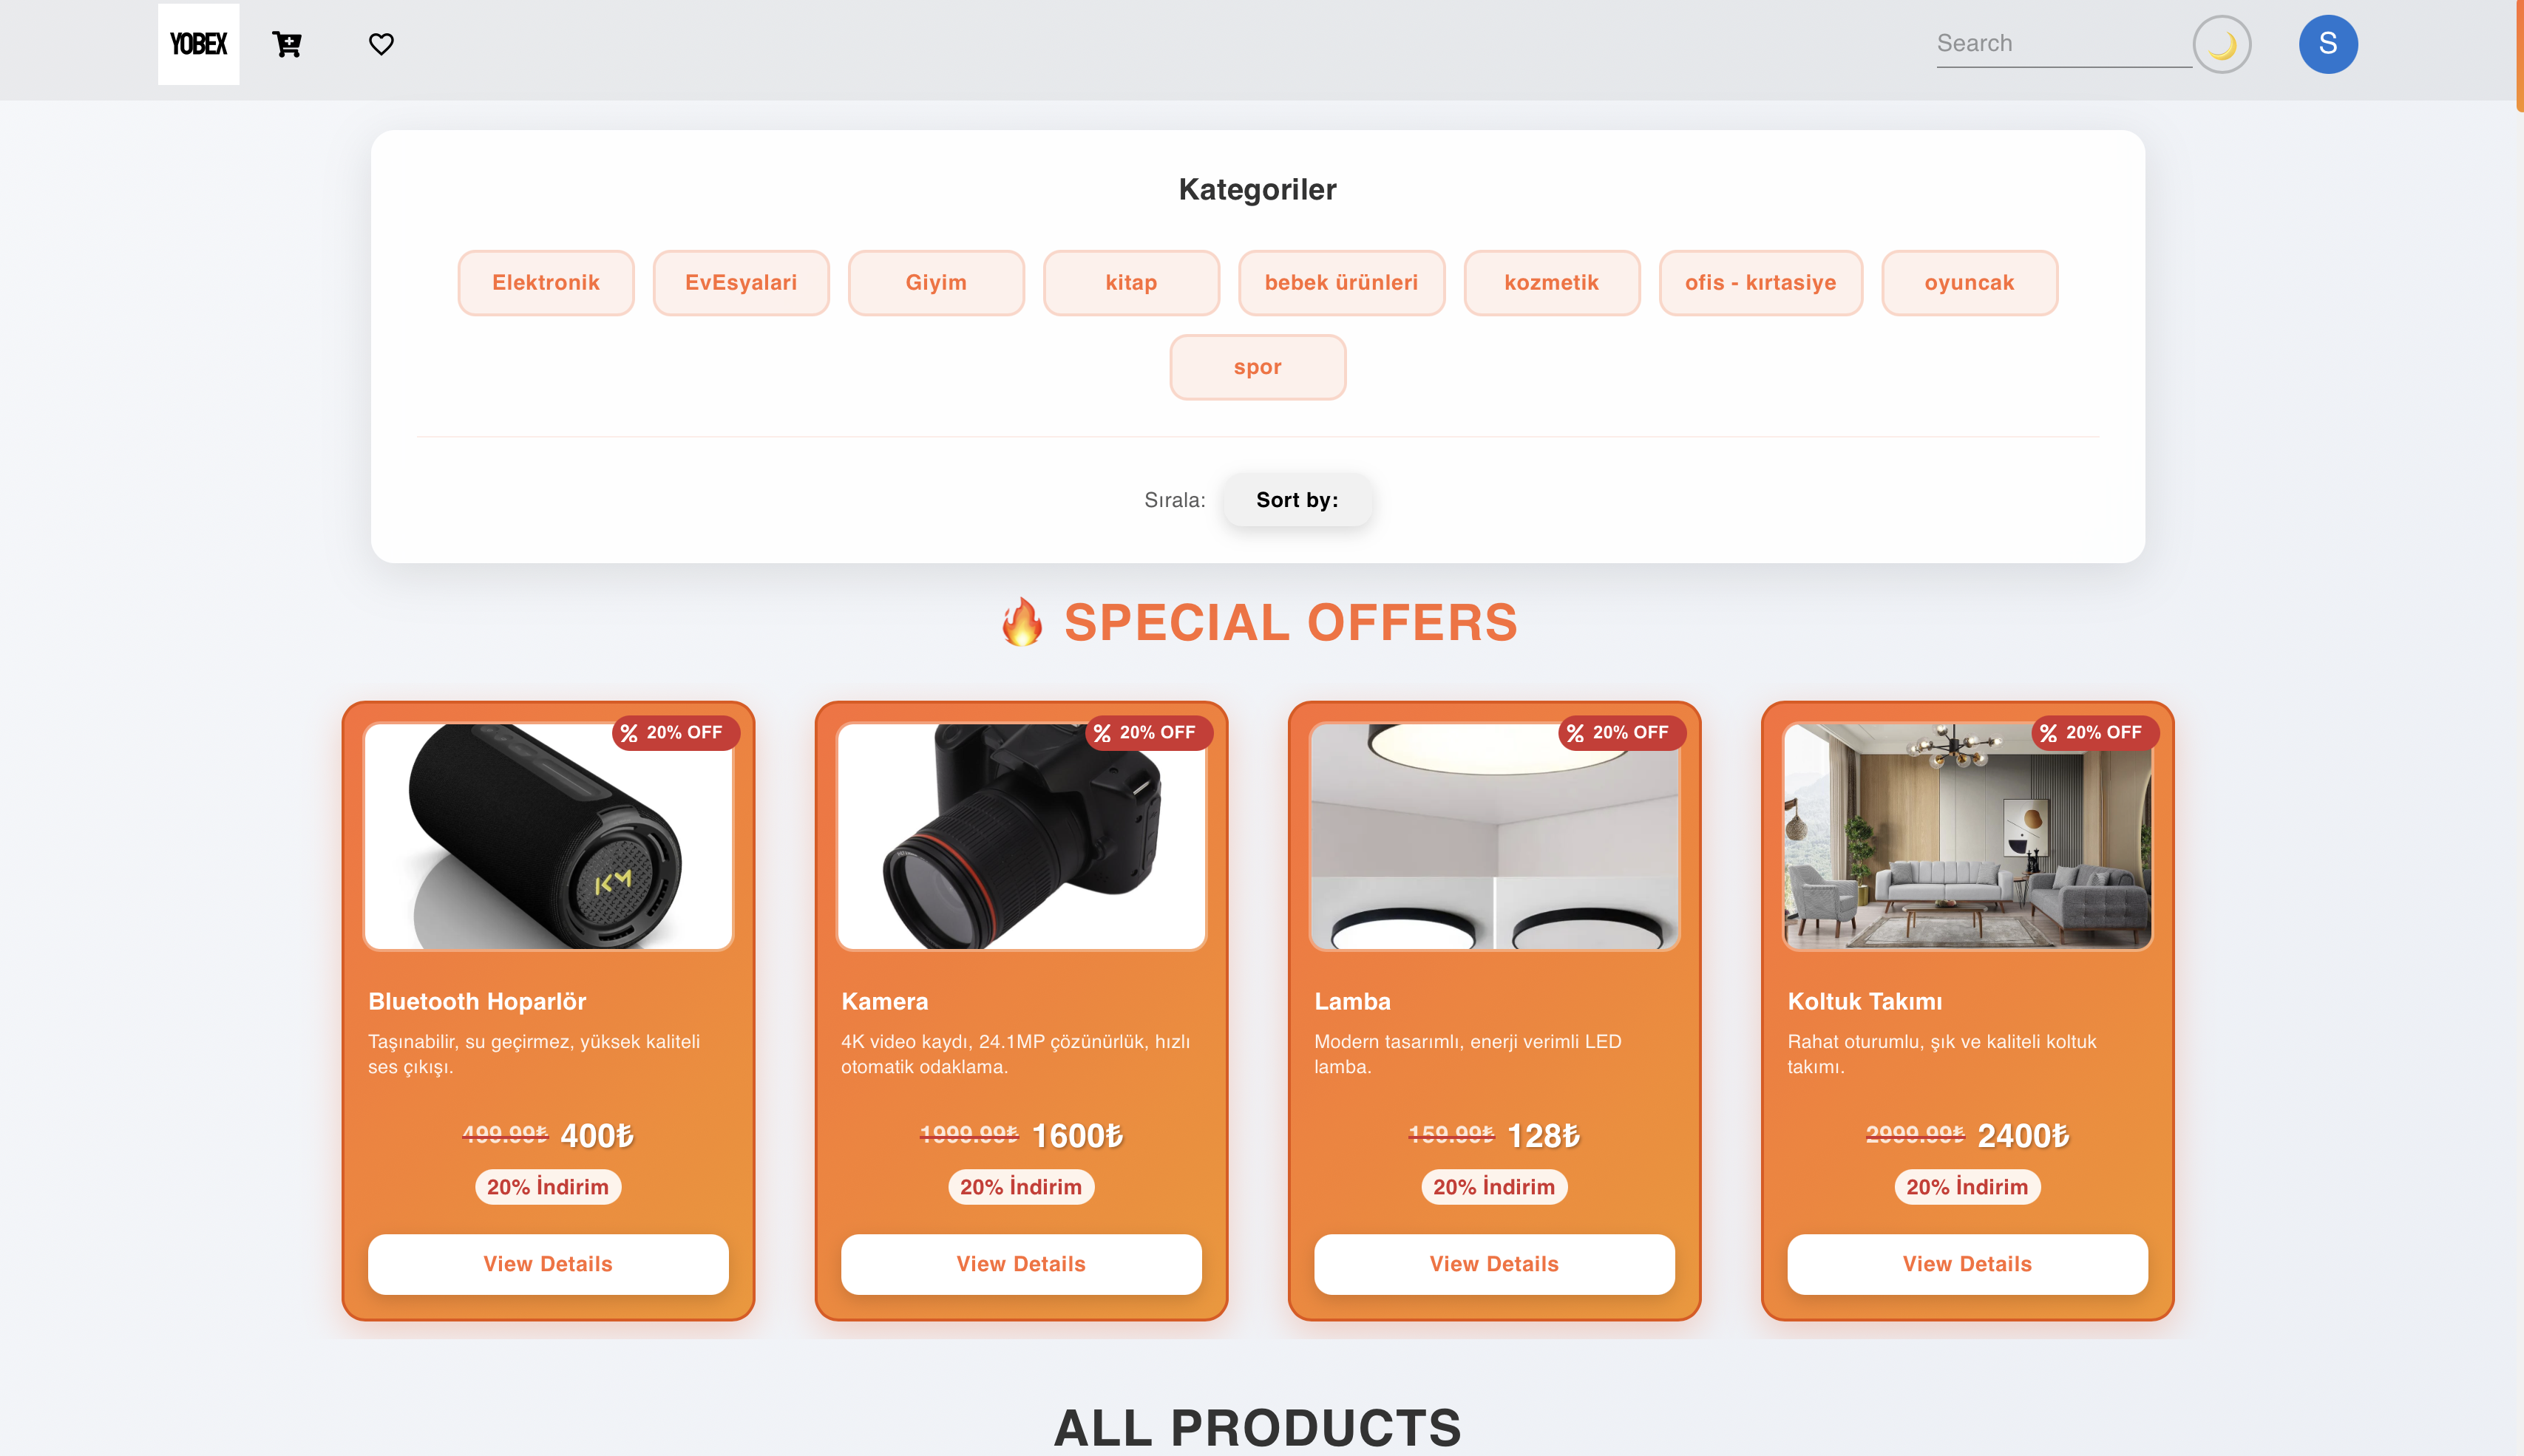 YOBEX
Search
S
Kategoriler
Elektronik
EvEsyalari
Giyim
kitap
bebek ürünleri
kozmetik
ofis - kırtasiye
oyuncak
spor
Sırala:
Sort by:
🔥 SPECIAL OFFERS
% 20% OFF
KM
Bluetooth Hoparlör
Taşınabilir, su geçirmez, yüksek kaliteli
ses çıkışı.
499.99₺ 400₺
20% İndirim
View Details
% 20% OFF
Kamera
4K video kaydı, 24.1MP çözünürlük, hızlı
otomatik odaklama.
1999.99₺ 1600₺
20% İndirim
View Details
% 20% OFF
Lamba
Modern tasarımlı, enerji verimli LED
lamba.
159.99₺ 128₺
20% İndirim
View Details
% 20% OFF
Koltuk Takımı
Rahat oturumlu, şık ve kaliteli koltuk
takımı.
2999.99₺ 2400₺
20% İndirim
View Details
ALL PRODUCTS